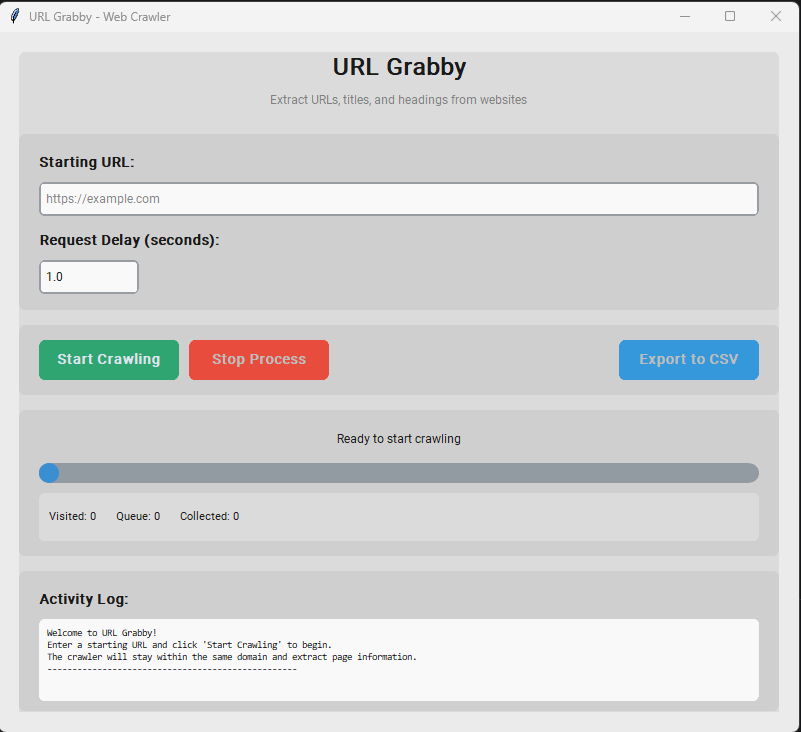 URL Grabby - Web Crawler
URL Grabby
Extract URLs, titles, and headings from websites
Starting URL:
https://example.com
Request Delay (seconds):
1.0
Start Crawling Stop Process Export to CSV
Ready to start crawling
Visited: 0 Queue: 0 Collected: 0
Activity Log:
Welcome to URL Grabby!
Enter a starting URL and click 'Start Crawling' to begin.
The crawler will stay within the same domain and extract page information.
--------------------------------------------------